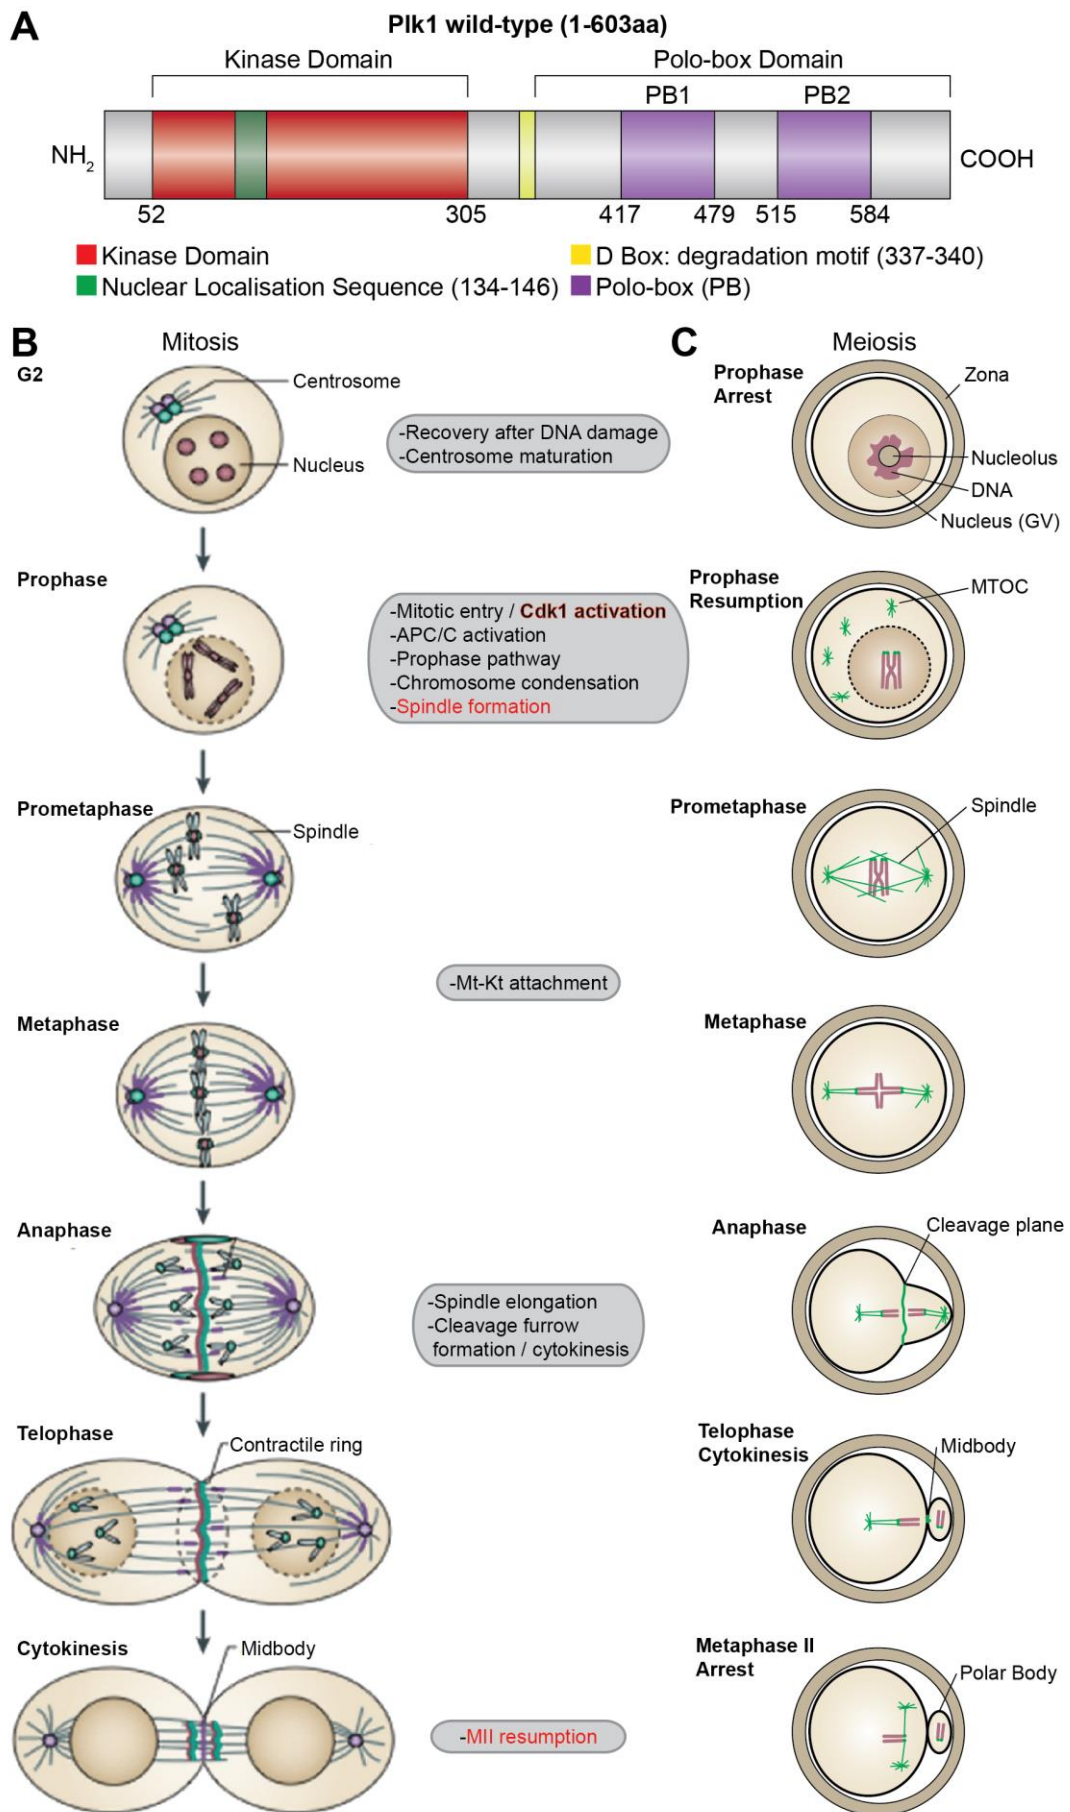 A
Plk1 wild-type (1-603aa)
Kinase Domain
Polo-box Domain
PB1
PB2
NH2
COOH
52
305
417
479
515
584
Kinase Domain
D Box: degradation motif (337-340)
Nuclear Localisation Sequence (134-146)
Polo-box (PB)
B
Mitosis
G2
Centrosome
Nucleus
-Recovery after DNA damage
-Centrosome maturation
Prophase
-Mitotic entry / Cdk1 activation
-APC/C activation
-Prophase pathway
-Chromosome condensation
-Spindle formation
Prometaphase
Spindle
-Mt-Kt attachment
Metaphase
Anaphase
-Spindle elongation
-Cleavage furrow
formation / cytokinesis
Telophase
Contractile ring
Cytokinesis
Midbody
-MII resumption
C
Meiosis
Prophase
Arrest
Zona
Nucleolus
DNA
Nucleus (GV)
Prophase
Resumption
MTOC
Prometaphase
Spindle
Metaphase
Anaphase
Cleavage plane
Telophase
Cytokinesis
Midbody
Metaphase II
Arrest
Polar Body